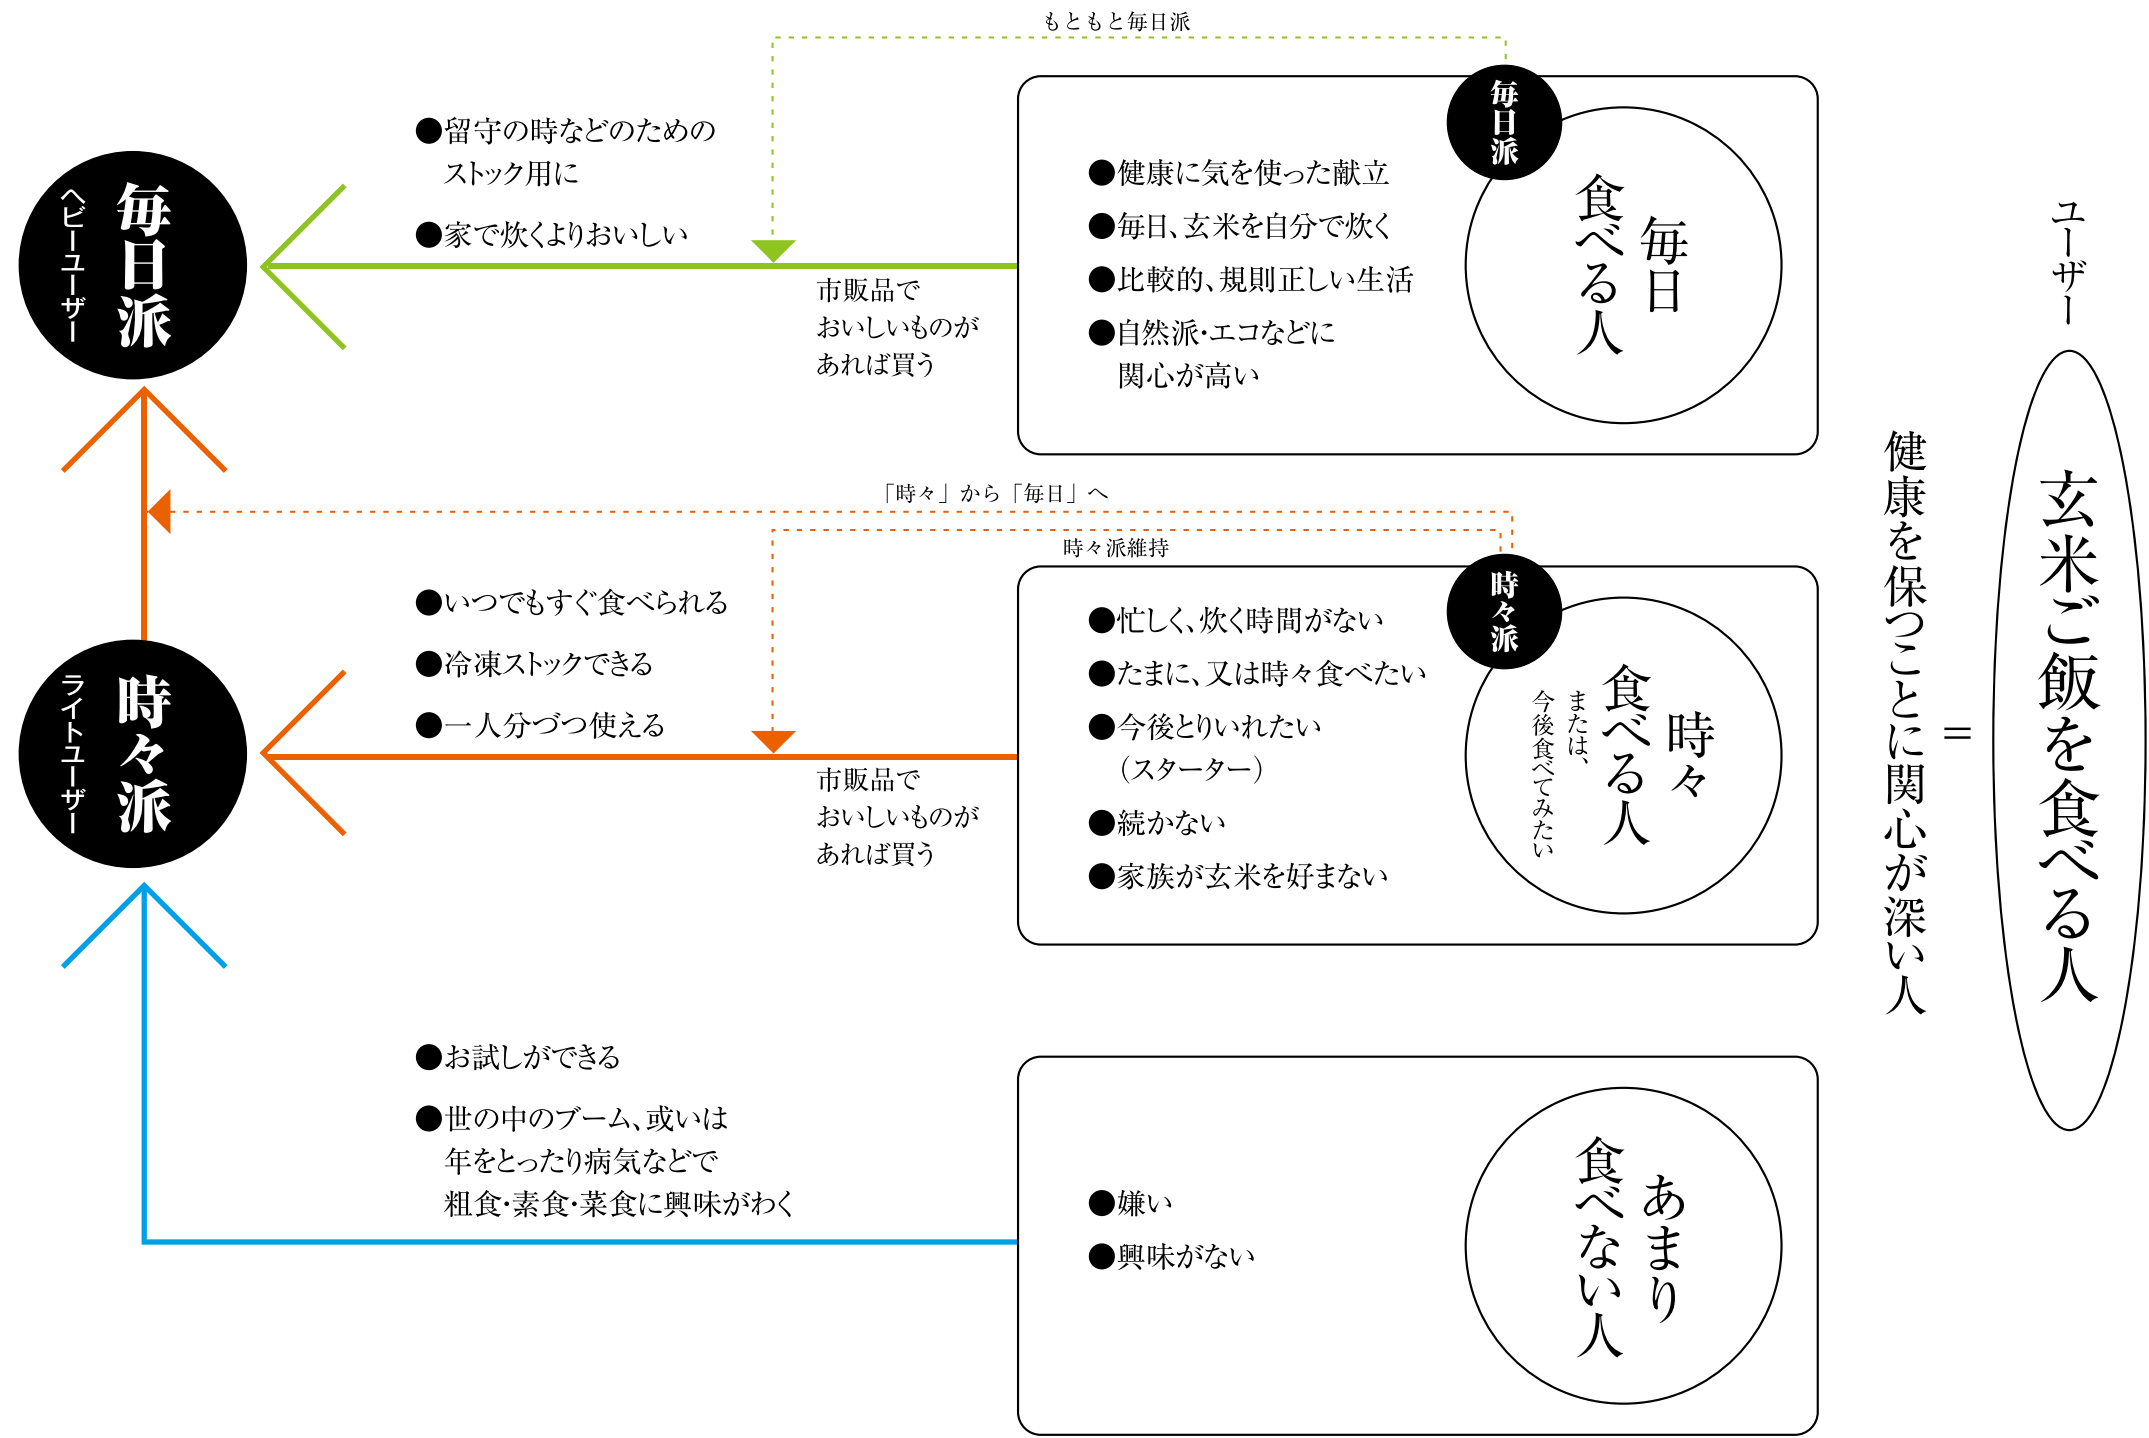 ユーザー
玄米ご飯を食べる人
＝
健康を保つことに関心が深い人
もともと毎日派
毎日派
毎日
食べる人
●健康に気を使った献立
●毎日、玄米を自分で炊く
●比較的、規則正しい生活
●自然派・エコなどに
関心が高い
市販品で
おいしいものが
あれば買う
●留守の時などのための
ストック用に
●家で炊くよりおいしい
毎日派
ヘビーユーザー
「時々」から「毎日」へ
時々派維持
時々派
時々
食べる人
または、
今後食べてみたい
●忙しく、炊く時間がない
●たまに、又は時々食べたい
●今後とりいれたい
（スターター）
●続かない
●家族が玄米を好まない
市販品で
おいしいものが
あれば買う
●いつでもすぐ食べられる
●冷凍ストックできる
●一人分づつ使える
時々派
ライトユーザー
あまり
食べない人
●嫌い
●興味がない
●お試しができる
●世の中のブーム、或いは
年をとったり病気などで
粗食・素食・菜食に興味がわく